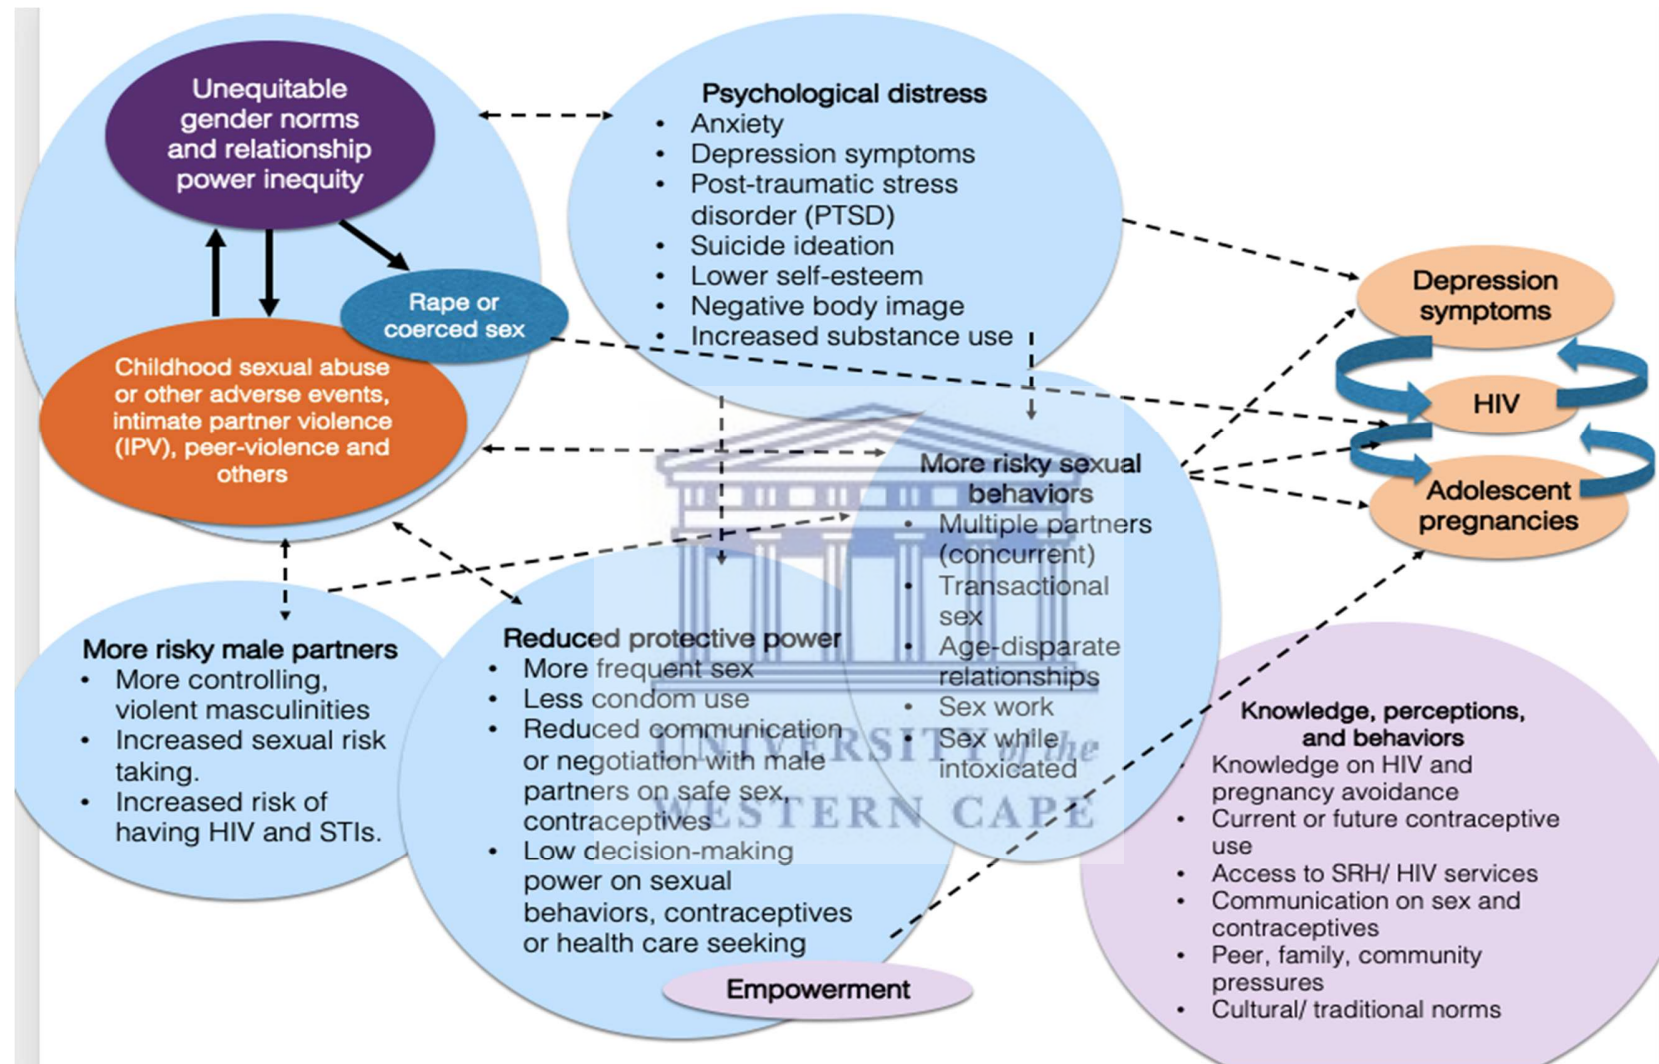 Unequitable
gender norms
and relationship
power inequity
Rape or
coerced sex
Childhood sexual abuse
or other adverse events,
intimate partner violence
(IPV), peer-violence and
others
Psychological distress
• Anxiety
• Depression symptoms
• Post-traumatic stress
disorder (PTSD)
• Suicide ideation
• Lower self-esteem
• Negative body image
• Increased substance use
Depression
symptoms
HIV
Adolescent
pregnancies
More risky sexual
behaviors
• Multiple partners
(concurrent)
• Transactional
sex
• Age-disparate
relationships
• Sex work
• Sex while
intoxicated
More risky male partners
• More controlling,
violent masculinities
• Increased sexual risk
taking.
• Increased risk of
having HIV and STIs.
Reduced protective power
• More frequent sex
• Less condom use
• Reduced communication
or negotiation with male
partners on safe sex,
contraceptives
• Low decision-making
power on sexual
behaviors, contraceptives
or health care seeking
Empowerment
Knowledge, perceptions,
and behaviors
• Knowledge on HIV and
pregnancy avoidance
• Current or future contraceptive
use
• Access to SRH/ HIV services
• Communication on sex and
contraceptives
• Peer, family, community
pressures
• Cultural/ traditional norms
UNIVERSITY of the
WESTERN CAPE